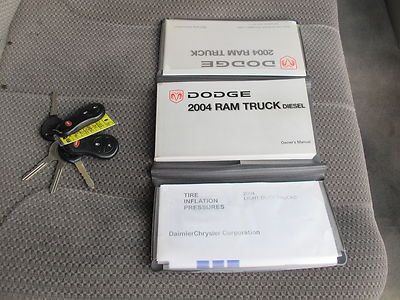 DODGE
2004 RAM TRUCK
DODGE
2004 RAM TRUCK DIESEL
Owner's Manual
TIRE
INFLATION
PRESSURES
2004
LIGHT DUTY TRUCKS
DaimlerChrysler Corporation